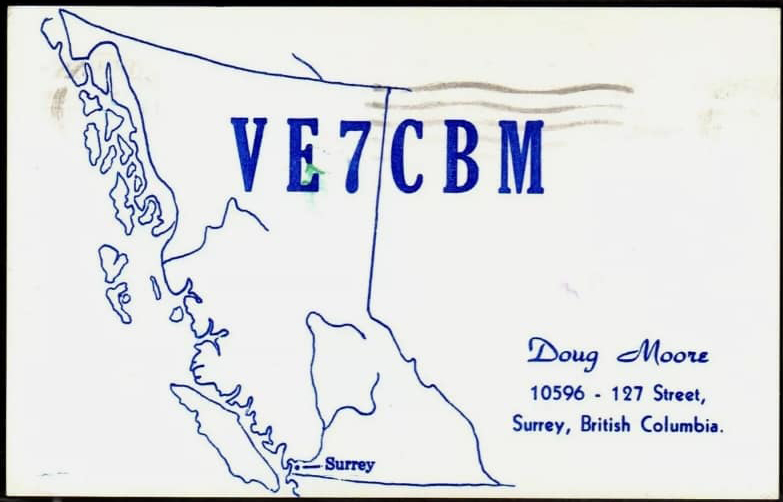 VE7CBM
Doug Moore
10596 - 127 Street,
Surrey, British Columbia.
Surrey